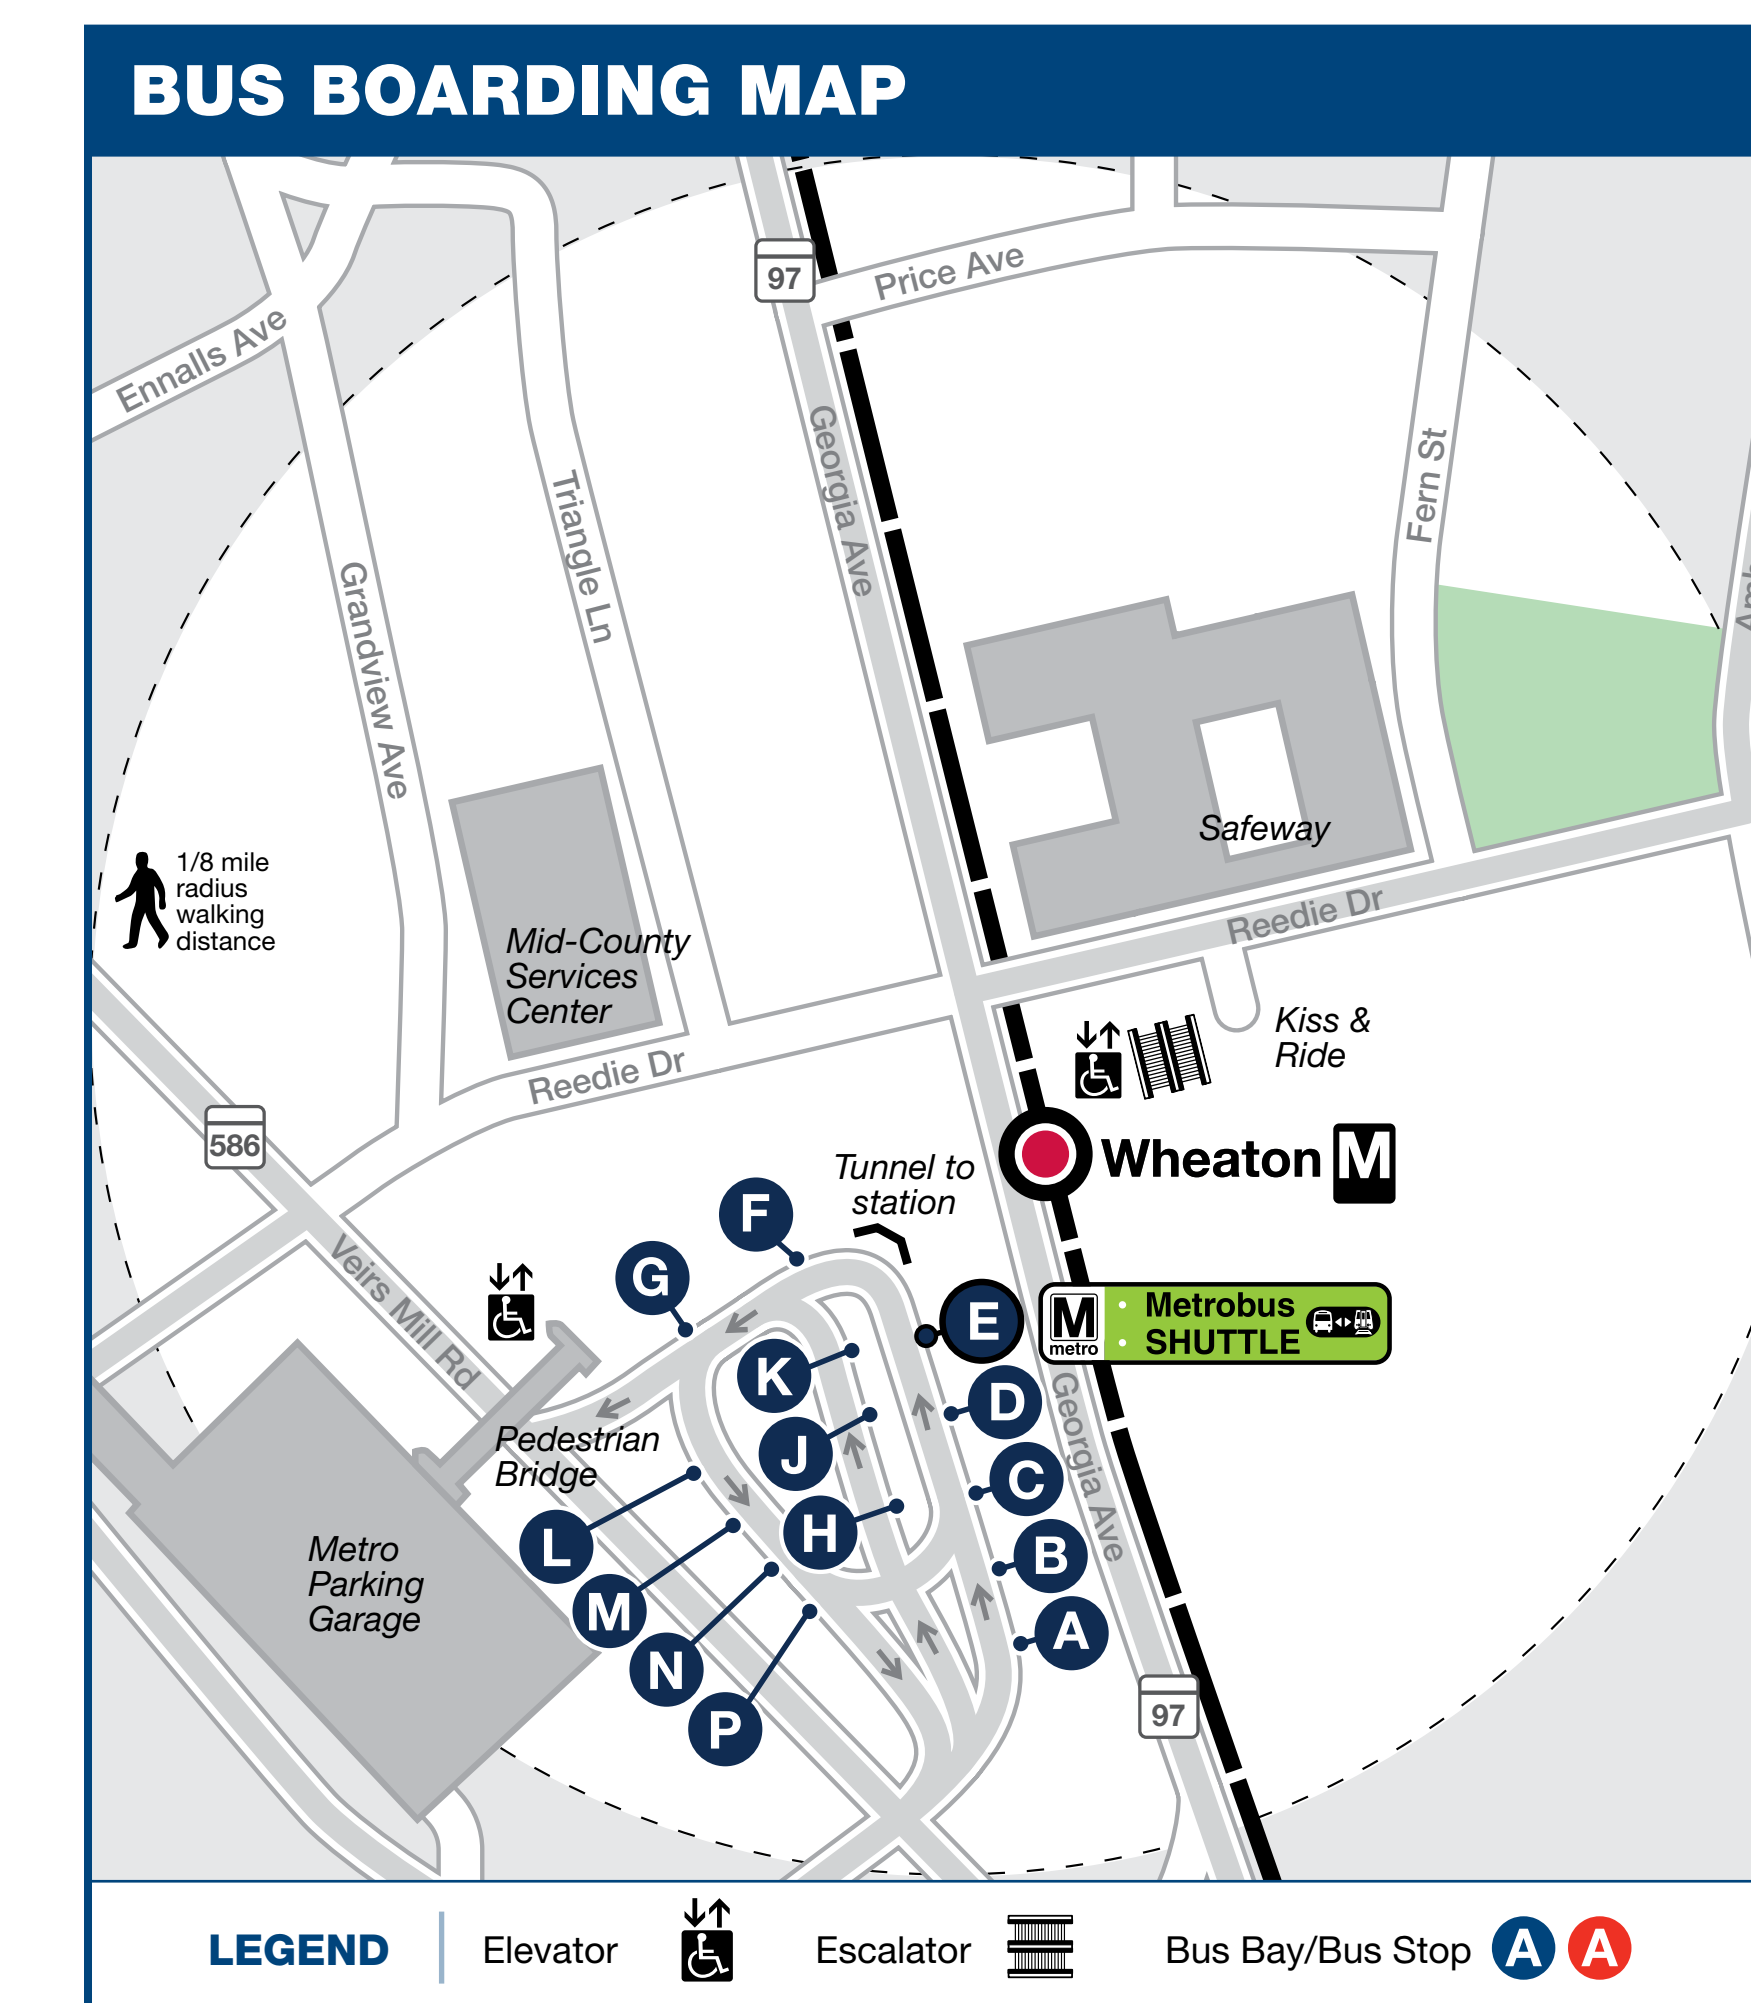 BUS BOARDING MAP
97
Price Ave
Ennalls Ave
Georgia Ave
Fern St
Triangle Ln
Grandview Ave
Safeway
1/8 mile
radius
walking
distance
Mid-County
Services
Center
Reedie Dr
Kiss &
Ride
Reedie Dr
586
Wheaton M
Tunnel to
station
F
G
Veirs Mill Rd
E
M
metro
• Metrobus
• SHUTTLE
K
D
Georgia Ave
Pedestrian
Bridge
J
C
H
L
B
Metro
Parking
Garage
M
A
N
P
97
LEGEND
Elevator
Escalator
Bus Bay/Bus Stop A A